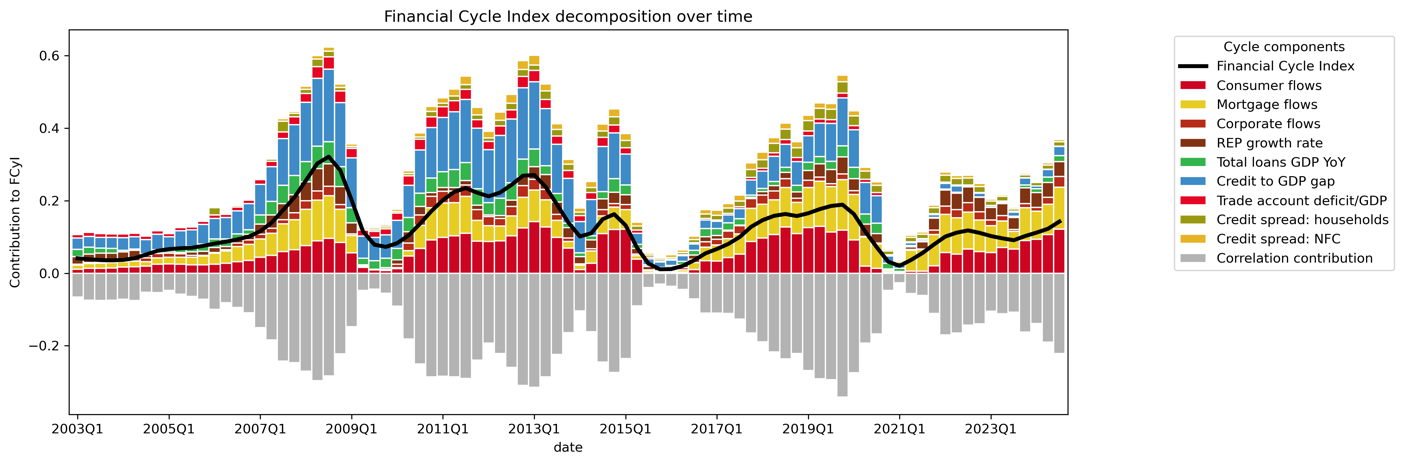 Financial Cycle Index decomposition over time
Contribution to FCyI
0.6
0.4
0.2
0.0
−0.2
2003Q1 2005Q1 2007Q1 2009Q1 2011Q1 2013Q1 2015Q1 2017Q1 2019Q1 2021Q1 2023Q1
date
Cycle components
Financial Cycle Index
Consumer flows
Mortgage flows
Corporate flows
REP growth rate
Total loans GDP YoY
Credit to GDP gap
Trade account deficit/GDP
Credit spread: households
Credit spread: NFC
Correlation contribution